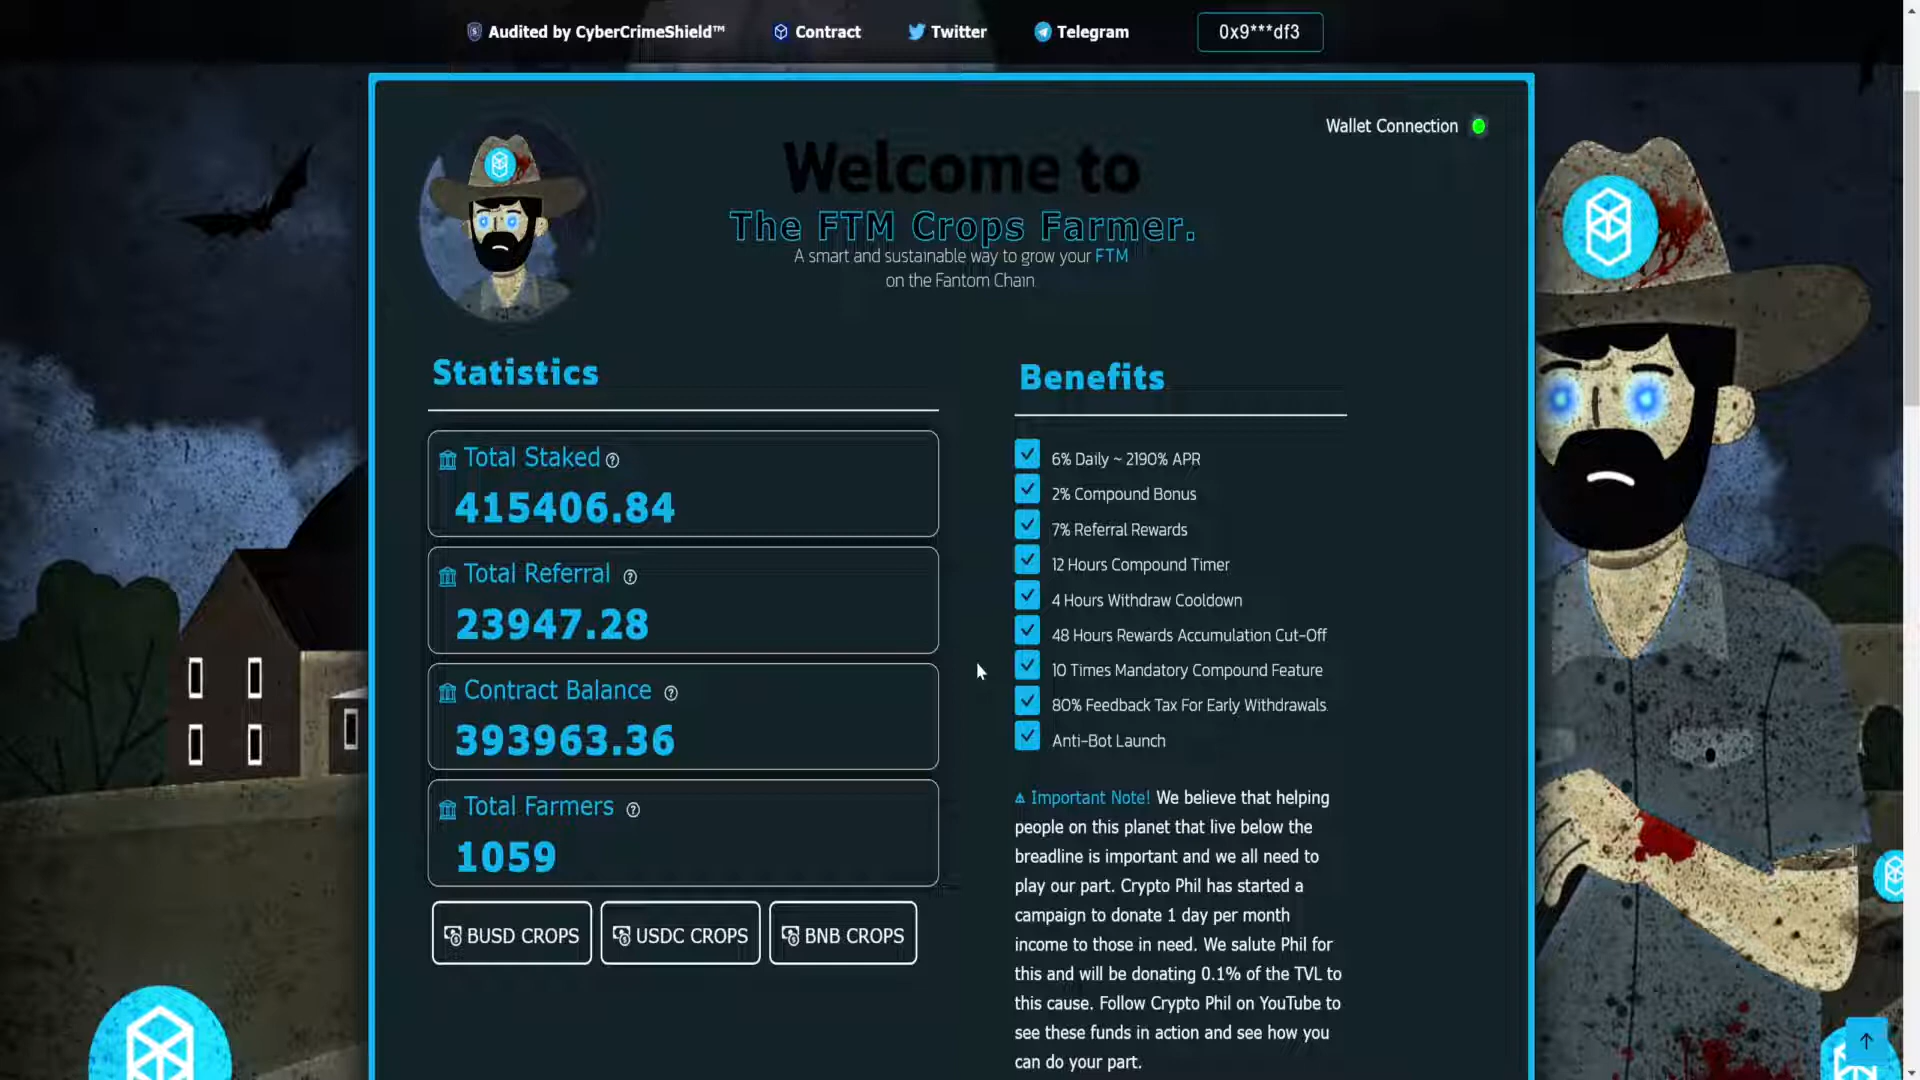 Audited by CyberCrimeShield™ Contract Twitter Telegram 0x9***df3
Wallet Connection
Welcome to
The FTM Crops Farmer.
A smart and sustainable way to grow your FTM
on the Fantom Chain
Statistics
Total Staked
415406.84
Total Referral
23947.28
Contract Balance
393963.36
Total Farmers
1059
BUSD CROPS USDC CROPS BNB CROPS
Benefits
6% Daily ~ 2190% APR
2% Compound Bonus
7% Referral Rewards
12 Hours Compound Timer
4 Hours Withdraw Cooldown
48 Hours Rewards Accumulation Cut-Off
10 Times Mandatory Compound Feature
80% Feedback Tax For Early Withdrawals
Anti-Bot Launch
Important Note! We believe that helping
people on this planet that live below the
breadline is important and we all need to
play our part. Crypto Phil has started a
campaign to donate 1 day per month
income to those in need. We salute Phil for
this and will be donating 0.1% of the TVL to
this cause. Follow Crypto Phil on YouTube to
see these funds in action and see how you
can do your part.